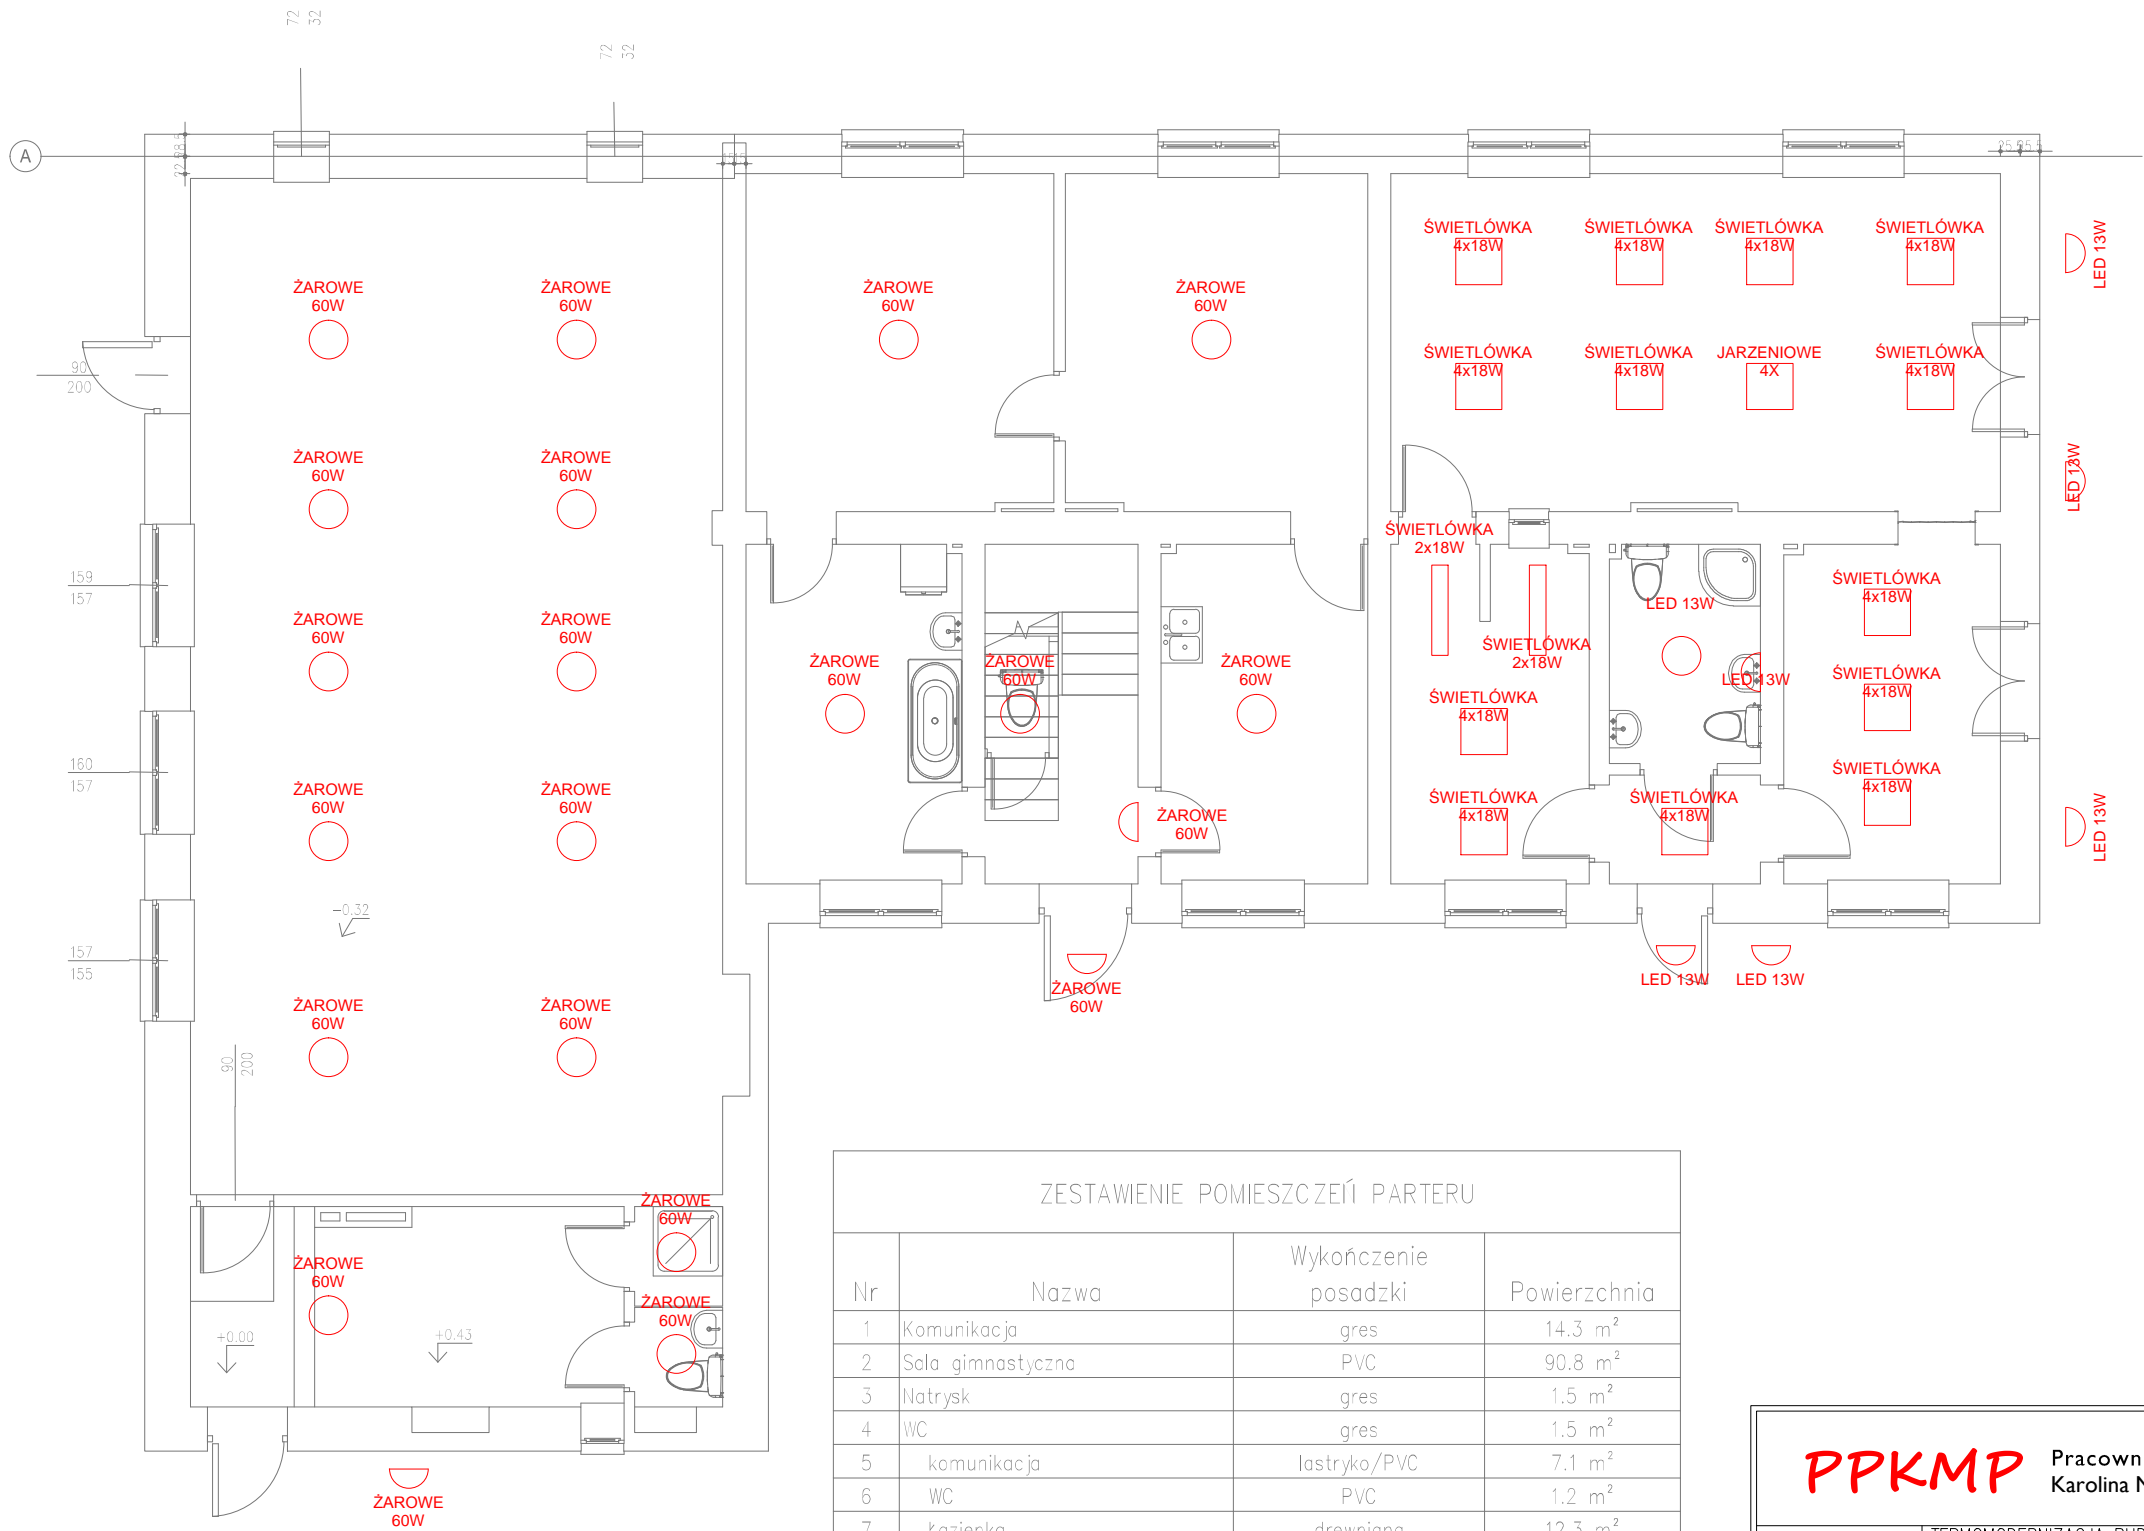 72
32
72
32
A
ŻAROWE
60W
ŻAROWE
60W
ŻAROWE
60W
ŻAROWE
60W
ŚWIETLÓWKA
4x18W
ŚWIETLÓWKA
4x18W
ŚWIETLÓWKA
4x18W
ŚWIETLÓWKA
4x18W
LED 13W
ŚWIETLÓWKA
4x18W
ŚWIETLÓWKA
4x18W
JARZENIOWE
4X
ŚWIETLÓWKA
4x18W
90
200
ŻAROWE
60W
ŻAROWE
60W
LED 13W
ŚWIETLÓWKA
2x18W
159
157
ŻAROWE
60W
ŻAROWE
60W
ŚWIETLÓWKA
2x18W
LED 13W
ŚWIETLÓWKA
4x18W
ŻAROWE
60W
ŻAROWE
60W
ŻAROWE
60W
LED 13W
ŚWIETLÓWKA
4x18W
ŚWIETLÓWKA
4x18W
160
157
ŻAROWE
60W
ŻAROWE
60W
ŻAROWE
60W
ŚWIETLÓWKA
4x18W
ŚWIETLÓWKA
4x18W
ŚWIETLÓWKA
4x18W
LED 13W
-0.32
157
155
ŻAROWE
60W
ŻAROWE
60W
ŻAROWE
60W
LED 13W
LED 13W
90
200
ŻAROWE
60W
ŻAROWE
60W
ŻAROWE
60W
+0.00
+0.43
ŻAROWE
60W
ZESTAWIENIE POMIESZCZEŃ PARTERU
Nr Nazwa Wykończenie posadzki Powierzchnia
1 Komunikacja gres 14.3 m²
2 Sala gimnastyczna PVC 90.8 m²
3 Natrysk gres 1.5 m²
4 WC gres 1.5 m²
5 komunikacja lastryko/PVC 7.1 m²
6 WC PVC 1.2 m²
7 łazienka drewniana 12.3 m²
PPKMP
Pracown
Karolina